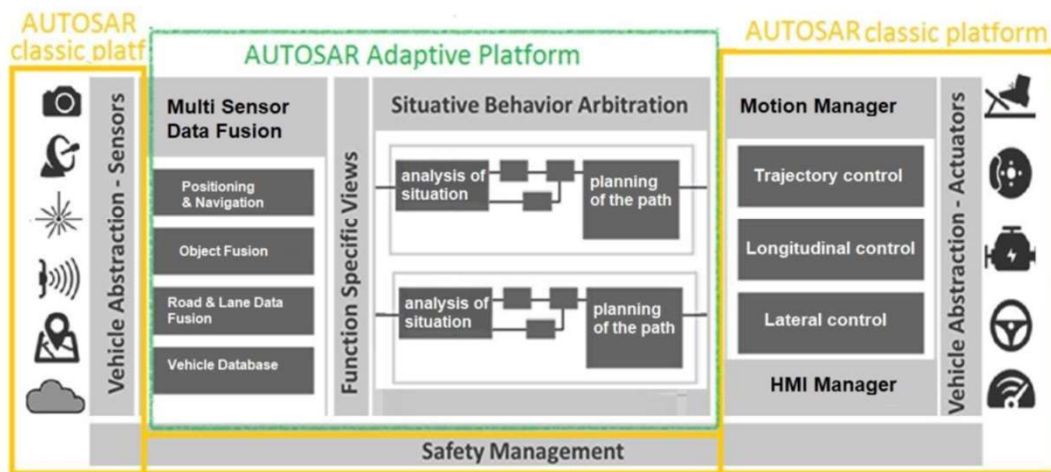 AUTOSAR
classic platf
AUTOSAR Adaptive Platform
AUTOSAR classic platform
Vehicle Abstraction - Sensors
Multi Sensor
Data Fusion
Positioning
& Navigation
Object Fusion
Road & Lane Data
Fusion
Vehicle Database
Function Specific Views
Situative Behavior Arbitration
analysis of
situation
planning
of the path
analysis of
situation
planning
of the path
Motion Manager
Trajectory control
Longitudinal control
Lateral control
HMI Manager
Vehicle Abstraction - Actuators
Safety Management